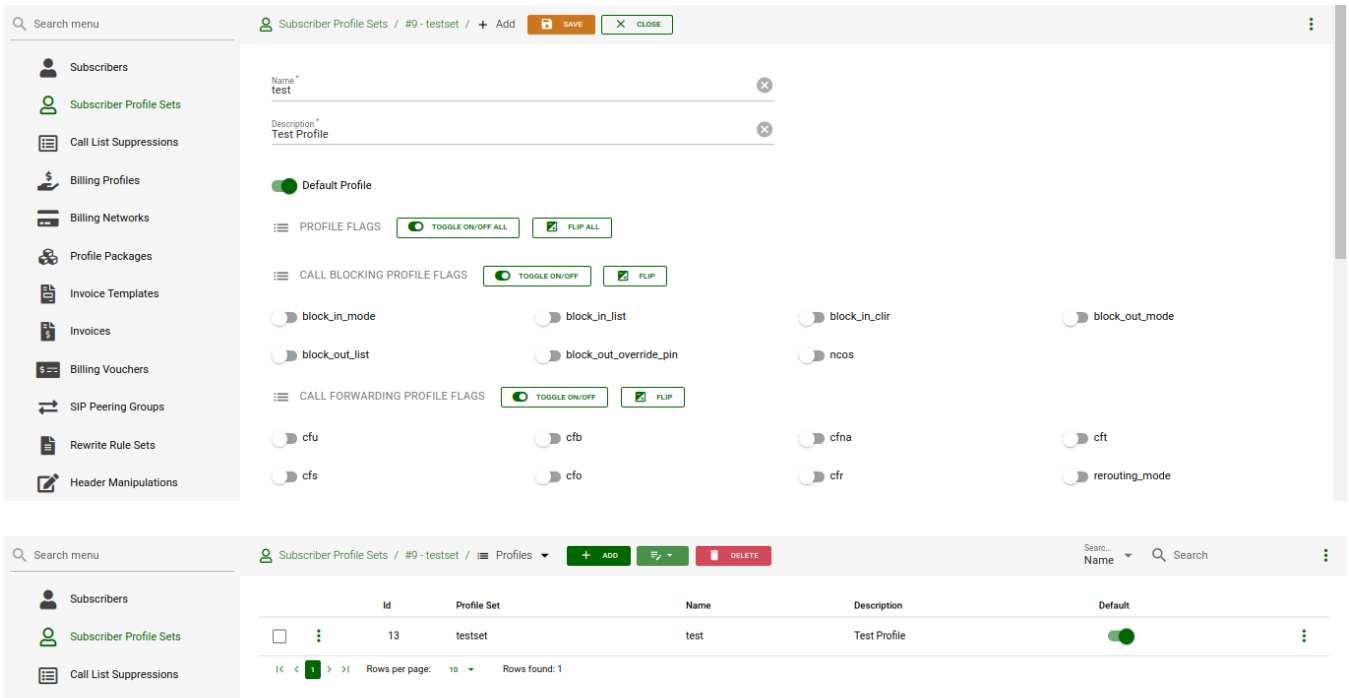 Search menu
Subscriber Profile Sets / #9 - testset / + Add SAVE CLOSE
Subscribers
Subscriber Profile Sets
Call List Suppressions
Billing Profiles
Billing Networks
Profile Packages
Invoice Templates
Invoices
Billing Vouchers
SIP Peering Groups
Rewrite Rule Sets
Header Manipulations
Name *
test
Description *
Test Profile
Default Profile
PROFILE FLAGS TOGGLE ON/OFF ALL FLIP ALL
CALL BLOCKING PROFILE FLAGS TOGGLE ON/OFF FLIP
block_in_mode block_in_list block_in_clir block_out_mode
block_out_list block_out_override_pin ncos
CALL FORWARDING PROFILE FLAGS TOGGLE ON/OFF FLIP
cfu cfb cfna cft
cfs cfo cfr rerouting_mode
Search menu
Subscriber Profile Sets / #9 - testset / Profiles + ADD DELETE
Searc...
Name
Search
Subscribers
Subscriber Profile Sets
Call List Suppressions
Id Profile Set Name Description Default
13 testset test Test Profile
|< < 1 > >| Rows per page: 10 Rows found: 1